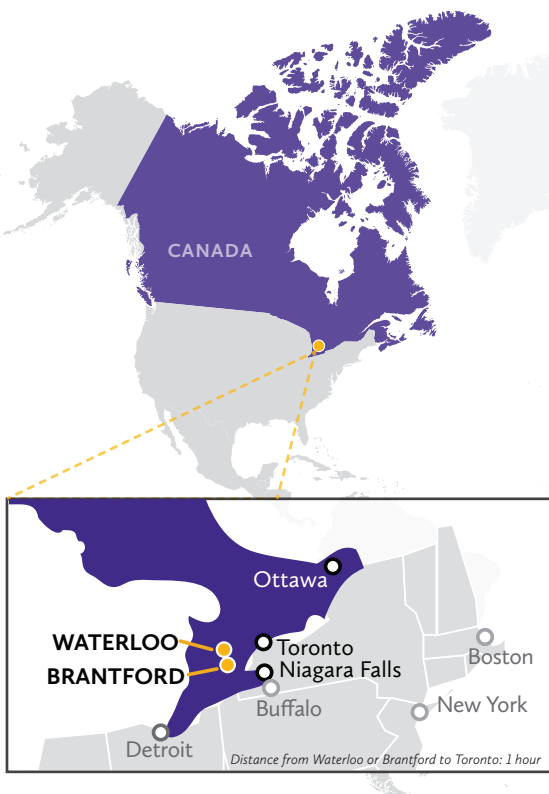 CANADA
Ottawa
WATERLOO
Toronto
BRANTFORD
Niagara Falls
Boston
Buffalo
New York
Detroit
Distance from Waterloo or Brantford to Toronto: 1 hour